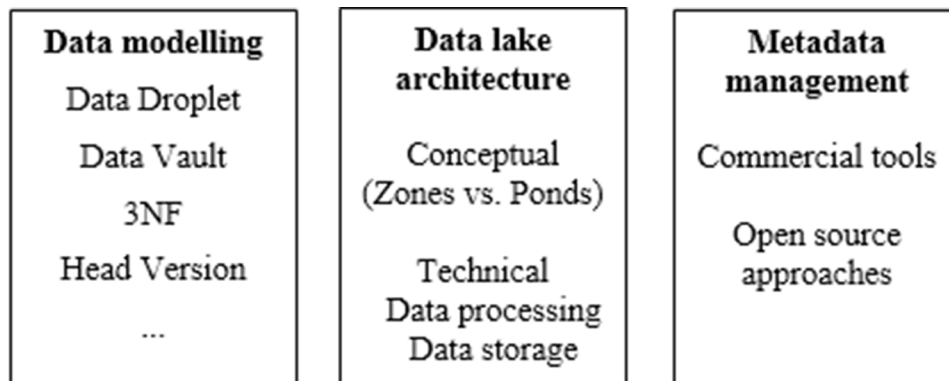 Data modelling
Data Droplet
Data Vault
3NF
Head Version
...
Data lake
architecture
Conceptual
(Zones vs. Ponds)
Technical
Data processing
Data storage
Metadata
management
Commercial tools
Open source
approaches